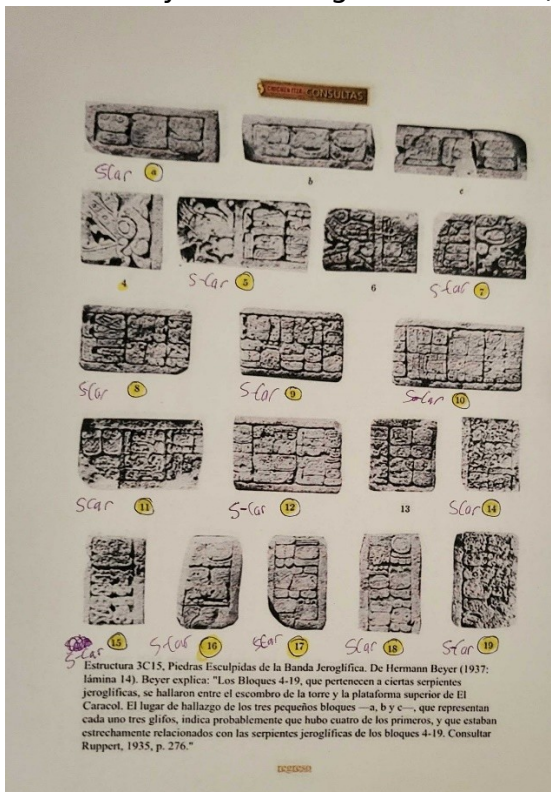 CONSULTAS
S-Car a b c
4 S-Car 5 6 S-Car 7
S-Car 8 S-Car 9 S-Car 10
S-Car 11 S-Car 12 13 S-Car 14
S-Car 15 S-Car 16 S-Car 17 S-Car 18 S-Car 19
Estructura 3C15, Piedras Esculpidas de la Banda Jeroglífica. De Hermann Beyer (1937:
lámina 14). Beyer explica: "Los Bloques 4-19, que pertenecen a ciertas serpientes
jeroglíficas, se hallaron entre el escombro de la torre y la plataforma superior de El
Caracol. El lugar de hallazgo de los tres pequeños bloques —a, b y c—, que representan
cada uno tres glifos, indica probablemente que hubo cuatro de los primeros, y que estaban
estrechamente relacionados con las serpientes jeroglíficas de los bloques 4-19. Consultar
Ruppert, 1935, p. 276."